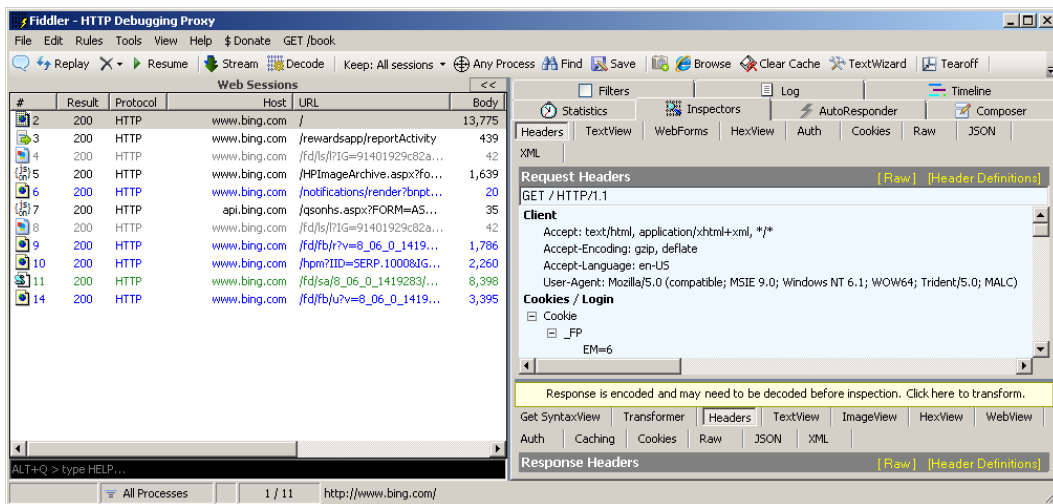 Fiddler - HTTP Debugging Proxy
File Edit Rules Tools View Help $ Donate GET /book
Replay X Resume Stream Decode Keep: All sessions Any Process Find Save Browse Clear Cache TextWizard Tearoff
Web Sessions <<
# Result Protocol Host URL Body
2 200 HTTP www.bing.com / 13,775
3 200 HTTP www.bing.com /rewardsapp/reportActivity 439
4 200 HTTP www.bing.com /fd/ls/l?IG=91401929c82a... 42
5 200 HTTP www.bing.com /HPImageArchive.aspx?fo... 1,639
6 200 HTTP www.bing.com /notifications/render?bnpt... 20
7 200 HTTP api.bing.com /qsonhs.aspx?FORM=AS... 35
8 200 HTTP www.bing.com /fd/ls/l?IG=91401929c82a... 42
9 200 HTTP www.bing.com /fd/fb/r?v=8_06_0_1419... 1,786
10 200 HTTP www.bing.com /hpm?IID=SERP.1000&IG... 2,260
11 200 HTTP www.bing.com /fd/sa/8_06_0_1419283/... 8,398
14 200 HTTP www.bing.com /fd/fb/u?v=8_06_0_1419... 3,395
ALT+Q > type HELP...
All Processes 1 / 11 http://www.bing.com/
Filters Log Timeline
Statistics Inspectors AutoResponder Composer
Headers TextView WebForms HexView Auth Cookies Raw JSON
XML
Request Headers [ Raw ] [Header Definitions]
GET / HTTP/1.1
Client
Accept: text/html, application/xhtml+xml, */*
Accept-Encoding: gzip, deflate
Accept-Language: en-US
User-Agent: Mozilla/5.0 (compatible; MSIE 9.0; Windows NT 6.1; WOW64; Trident/5.0; MALC)
Cookies / Login
Cookie
_FP
EM=6
Response is encoded and may need to be decoded before inspection. Click here to transform.
Get SyntaxView Transformer Headers TextView ImageView HexView WebView
Auth Caching Cookies Raw JSON XML
Response Headers [ Raw ] [Header Definitions]